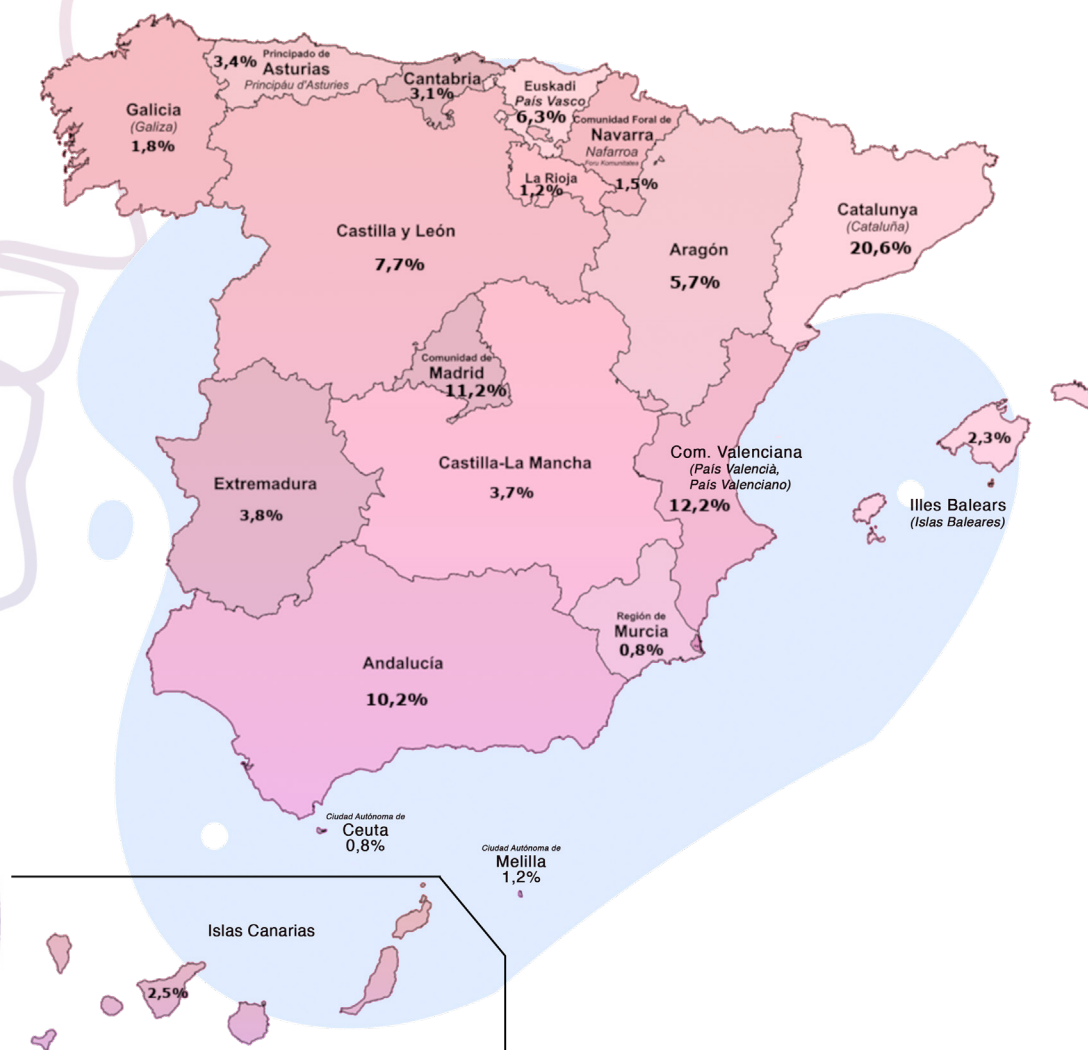 Galicia
(Galiza)
1,8%
3,4%
Principado de
Asturias
Principáu d'Asturies
Cantabria
3,1%
Euskadi
País Vasco
6,3%
Comunidad Foral de
Navarra
Nafarroa
Foru Komunitatea
1,5%
La Rioja
1,2%
Castilla y León
7,7%
Aragón
5,7%
Catalunya
(Cataluña)
20,6%
Comunidad de
Madrid
11,2%
Extremadura
3,8%
Castilla-La Mancha
3,7%
Com. Valenciana
(País Valencià,
País Valenciano)
12,2%
2,3%
Illes Balears
(Islas Baleares)
Región de
Murcia
0,8%
Andalucía
10,2%
Ciudad Autónoma de
Ceuta
0,8%
Ciudad Autónoma de
Melilla
1,2%
Islas Canarias
2,5%